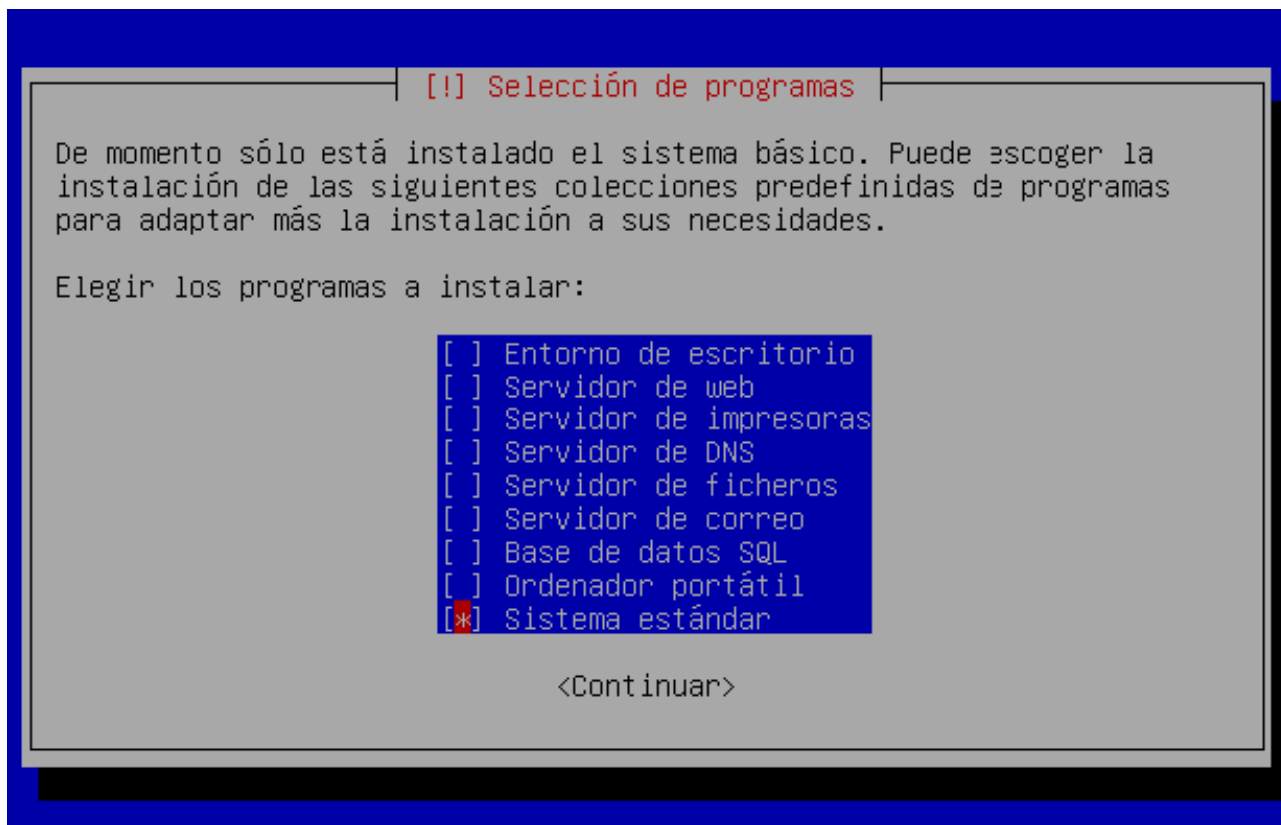 [!] Selección de programas
De momento sólo está instalado el sistema básico. Puede escoger la
instalación de las siguientes colecciones predefinidas de programas
para adaptar más la instalación a sus necesidades.
Elegir los programas a instalar:
[ ] Entorno de escritorio
[ ] Servidor de web
[ ] Servidor de impresoras
[ ] Servidor de DNS
[ ] Servidor de ficheros
[ ] Servidor de correo
[ ] Base de datos SQL
[ ] Ordenador portátil
[*] Sistema estándar
<Continuar>